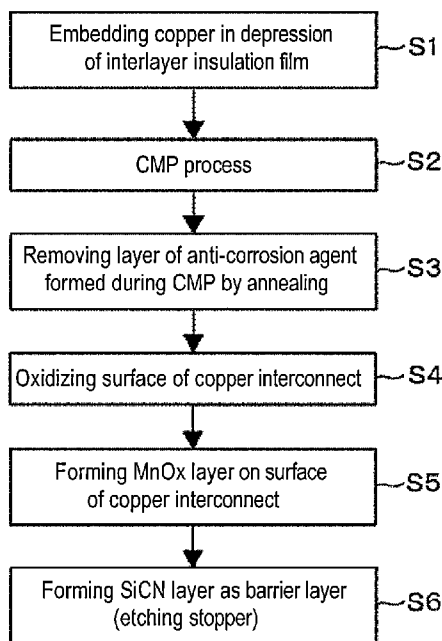 Embedding copper in depression
of interlayer insulation film
S1
CMP process
S2
Removing layer of anti-corrosion agent
formed during CMP by annealing
S3
Oxidizing surface of copper interconnect
S4
Forming MnOx layer on surface
of copper interconnect
S5
Forming SiCN layer as barrier layer
(etching stopper)
S6